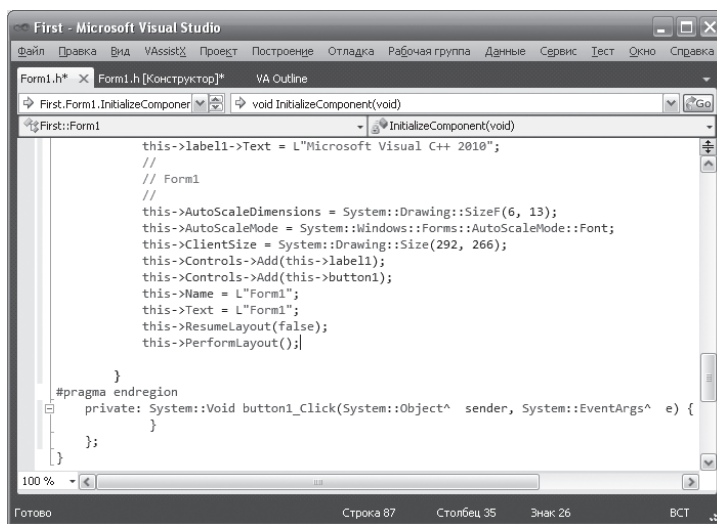 First - Microsoft Visual Studio
Файл Правка Вид VAssistX Проект Построение Отладка Рабочая группа Данные Сервис Тест Окно Справка
Form1.h* Form1.h [Конструктор]* VA Outline
First.Form1.InitializeComponer void InitializeComponent(void) Go
First::Form1 InitializeComponent(void)
this->label1->Text = L"Microsoft Visual C++ 2010";
//
// Form1
//
this->AutoScaleDimensions = System::Drawing::SizeF(6, 13);
this->AutoScaleMode = System::Windows::Forms::AutoScaleMode::Font;
this->ClientSize = System::Drawing::Size(292, 266);
this->Controls->Add(this->label1);
this->Controls->Add(this->button1);
this->Name = L"Form1";
this->Text = L"Form1";
this->ResumeLayout(false);
this->PerformLayout();
}
#pragma endregion
private: System::Void button1_Click(System::Object^ sender, System::EventArgs^ e) {
}
};
}
100 %
Готово Строка 87 Столбец 35 Знак 26 ВСТ